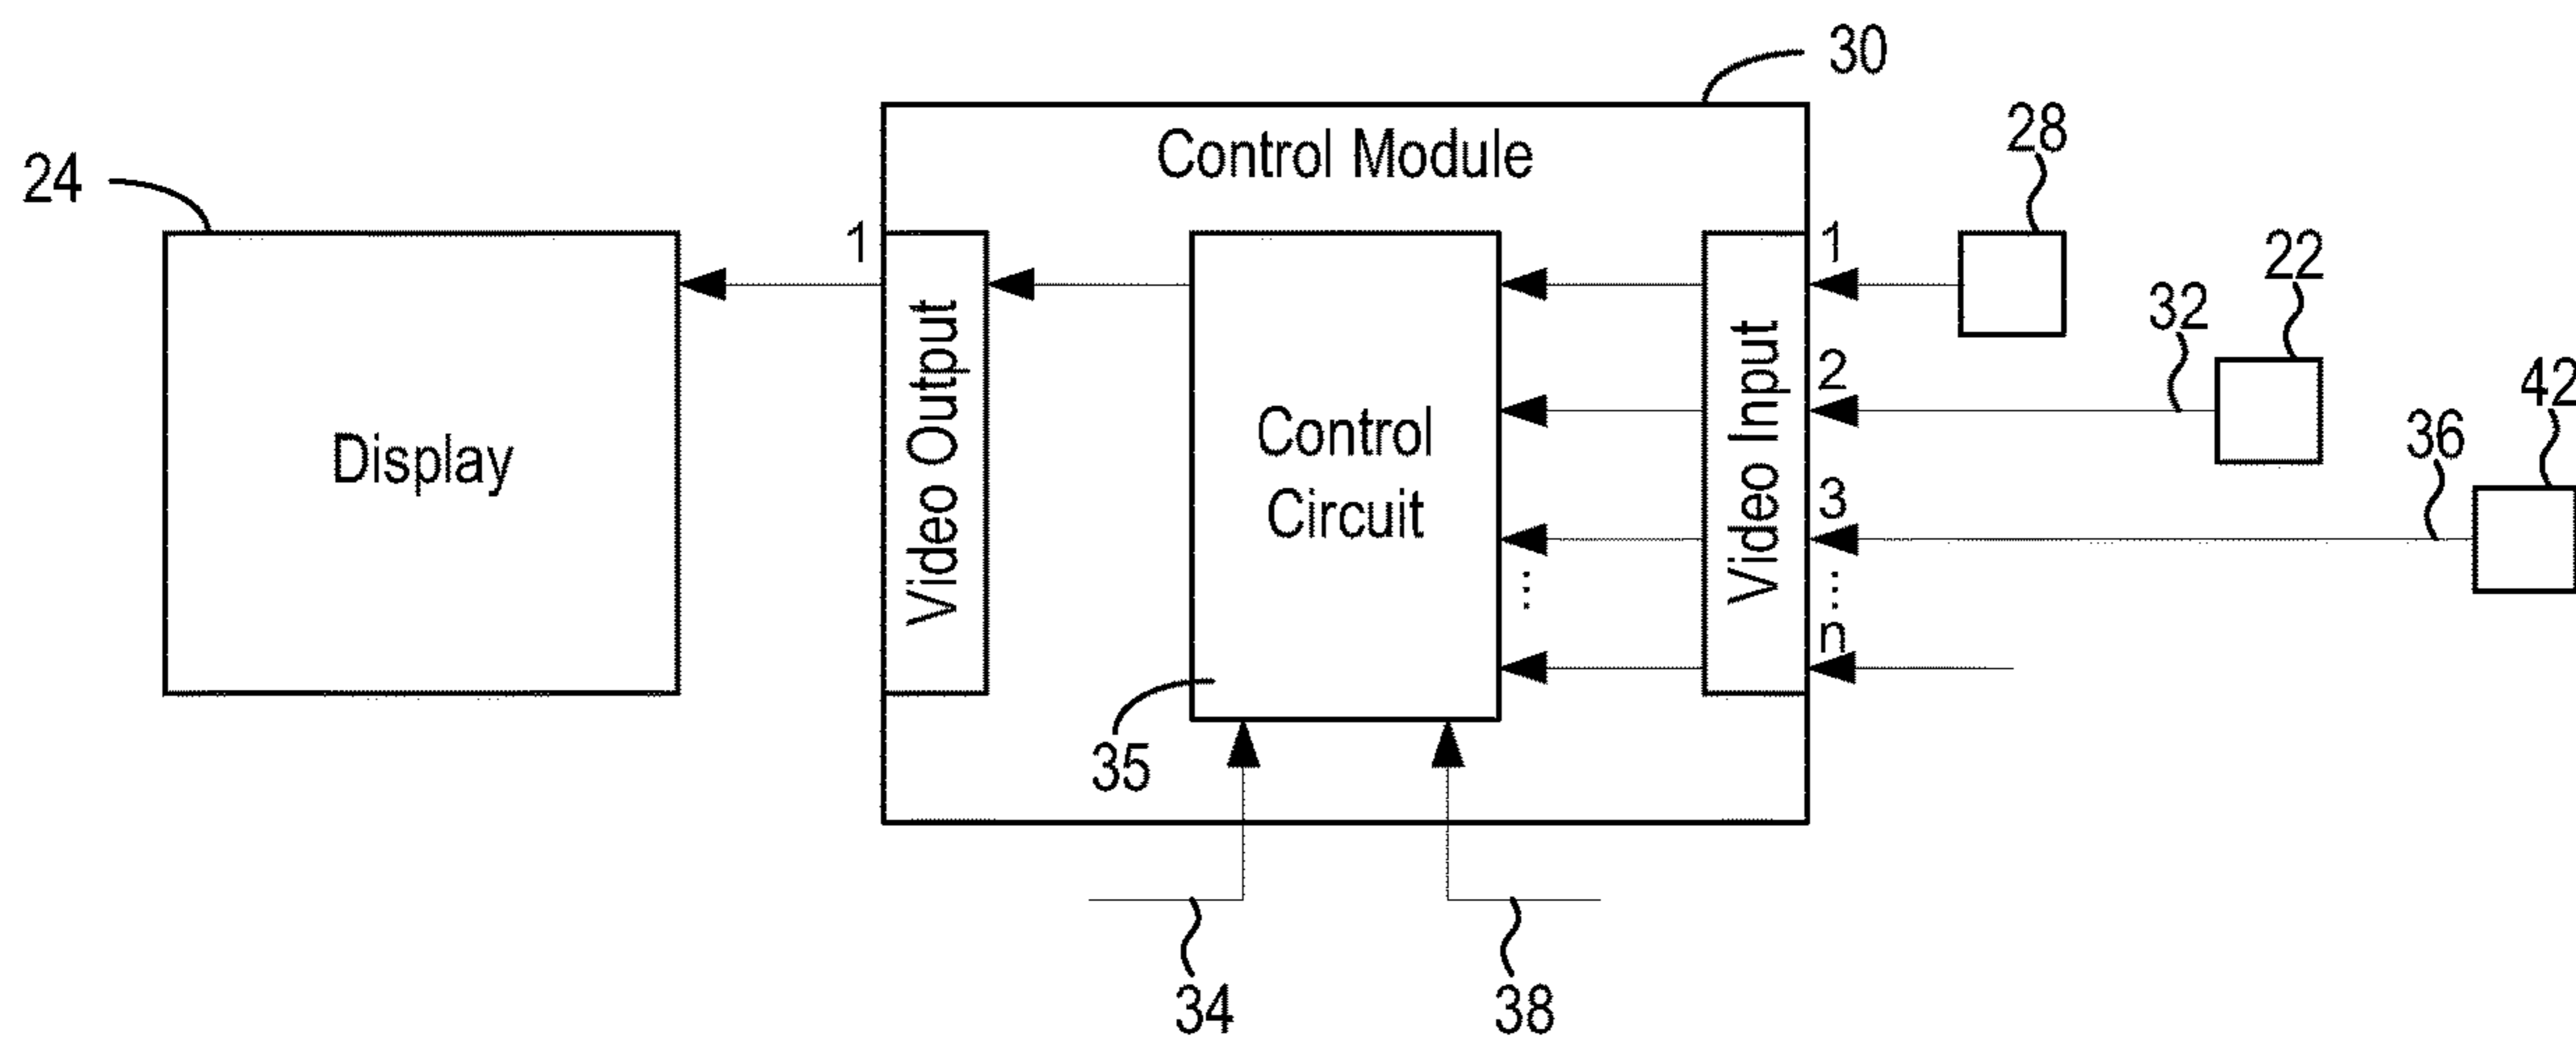 30
Control Module
28
24
1
1
22
32
2
42
36
Display
Video Output
Control
Circuit
Video Input
3
...
...
n
35
34
38